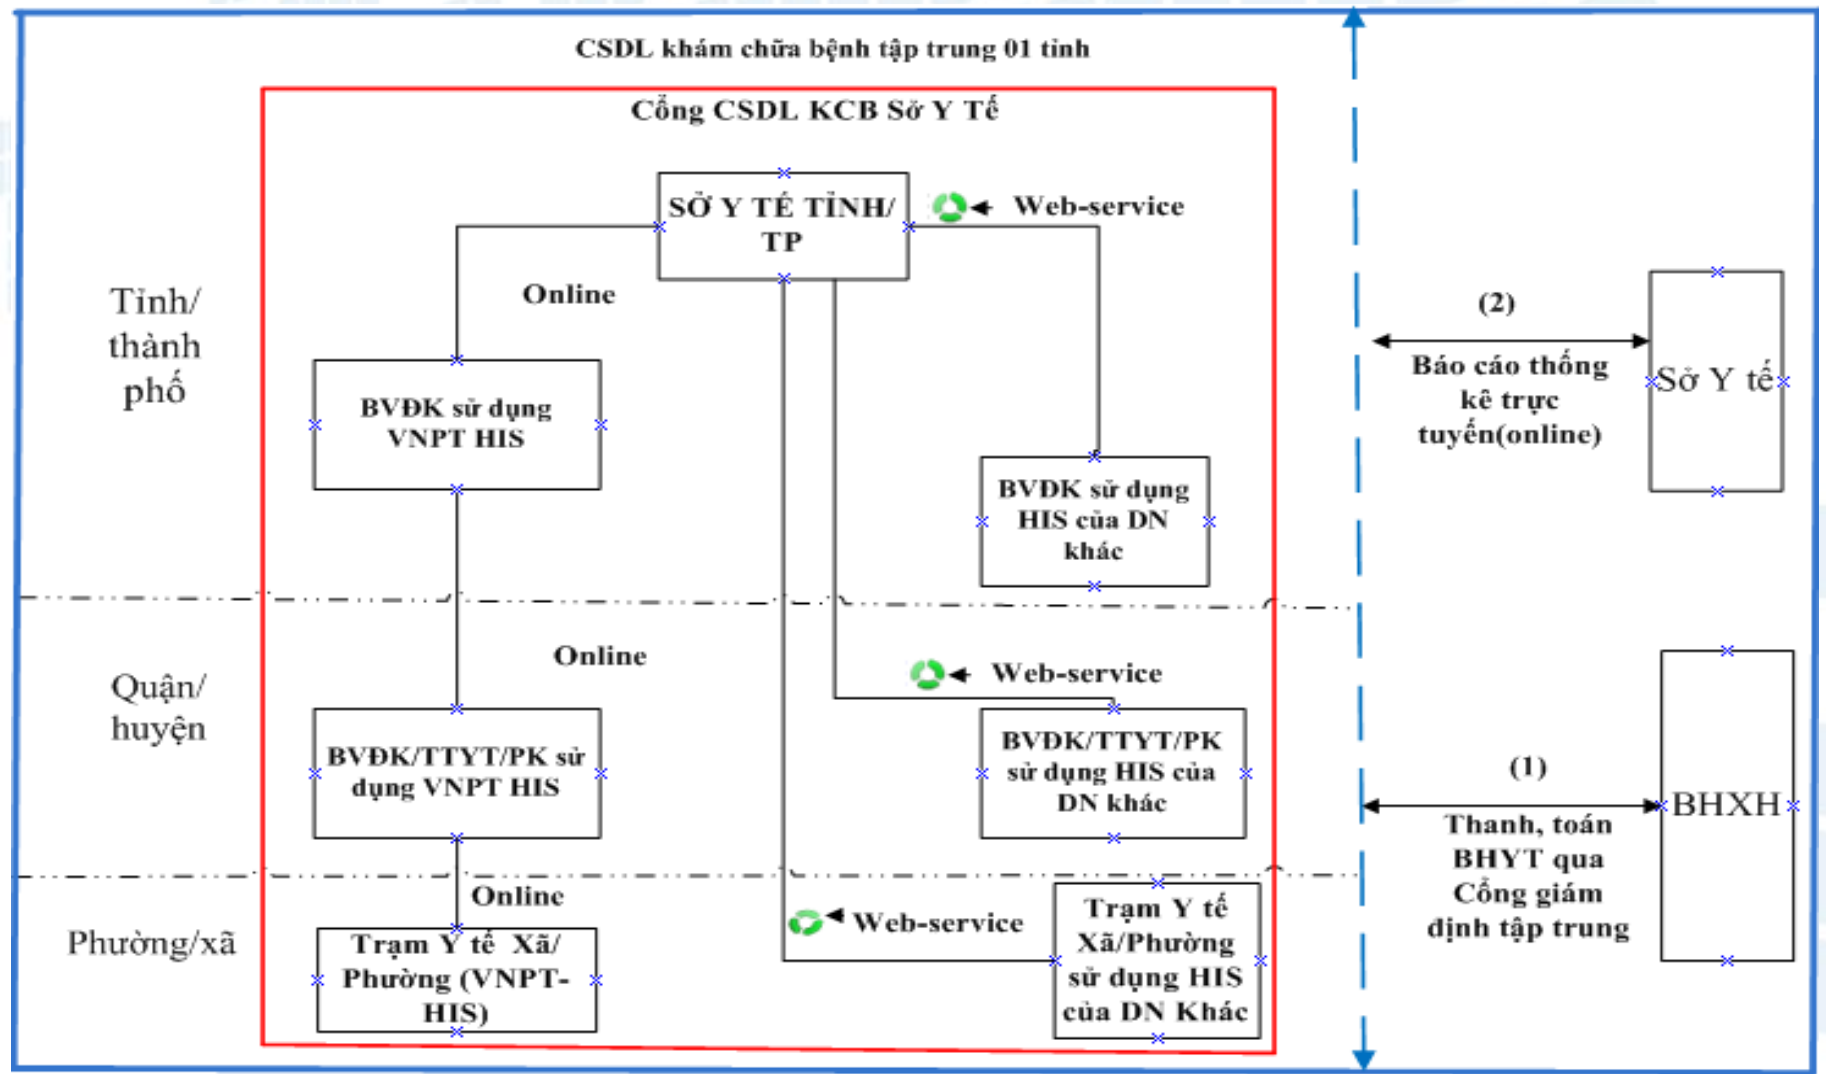 CSDL khám chữa bệnh tập trung 01 tỉnh
Cổng CSDL KCB Sở Y Tế
SỞ Y TẾ TỈNH/
TP
Web-service
Online
Tỉnh/
thành
phố
BVĐK sử dụng
VNPT HIS
BVĐK sử dụng
HIS của DN
khác
(2)
Báo cáo thống
kê trực
tuyến(online)
Sở Y tế
Online
Web-service
Quận/
huyện
BVĐK/TTYT/PK sử
dụng VNPT HIS
BVĐK/TTYT/PK
sử dụng HIS của
DN khác
(1)
Thanh, toán
BHYT qua
Cổng giám
định tập trung
BHXH
Online
Web-service
Phường/xã
Trạm Y tế Xã/
Phường (VNPT-
HIS)
Trạm Y tế
Xã/Phường
sử dụng HIS
của DN Khác